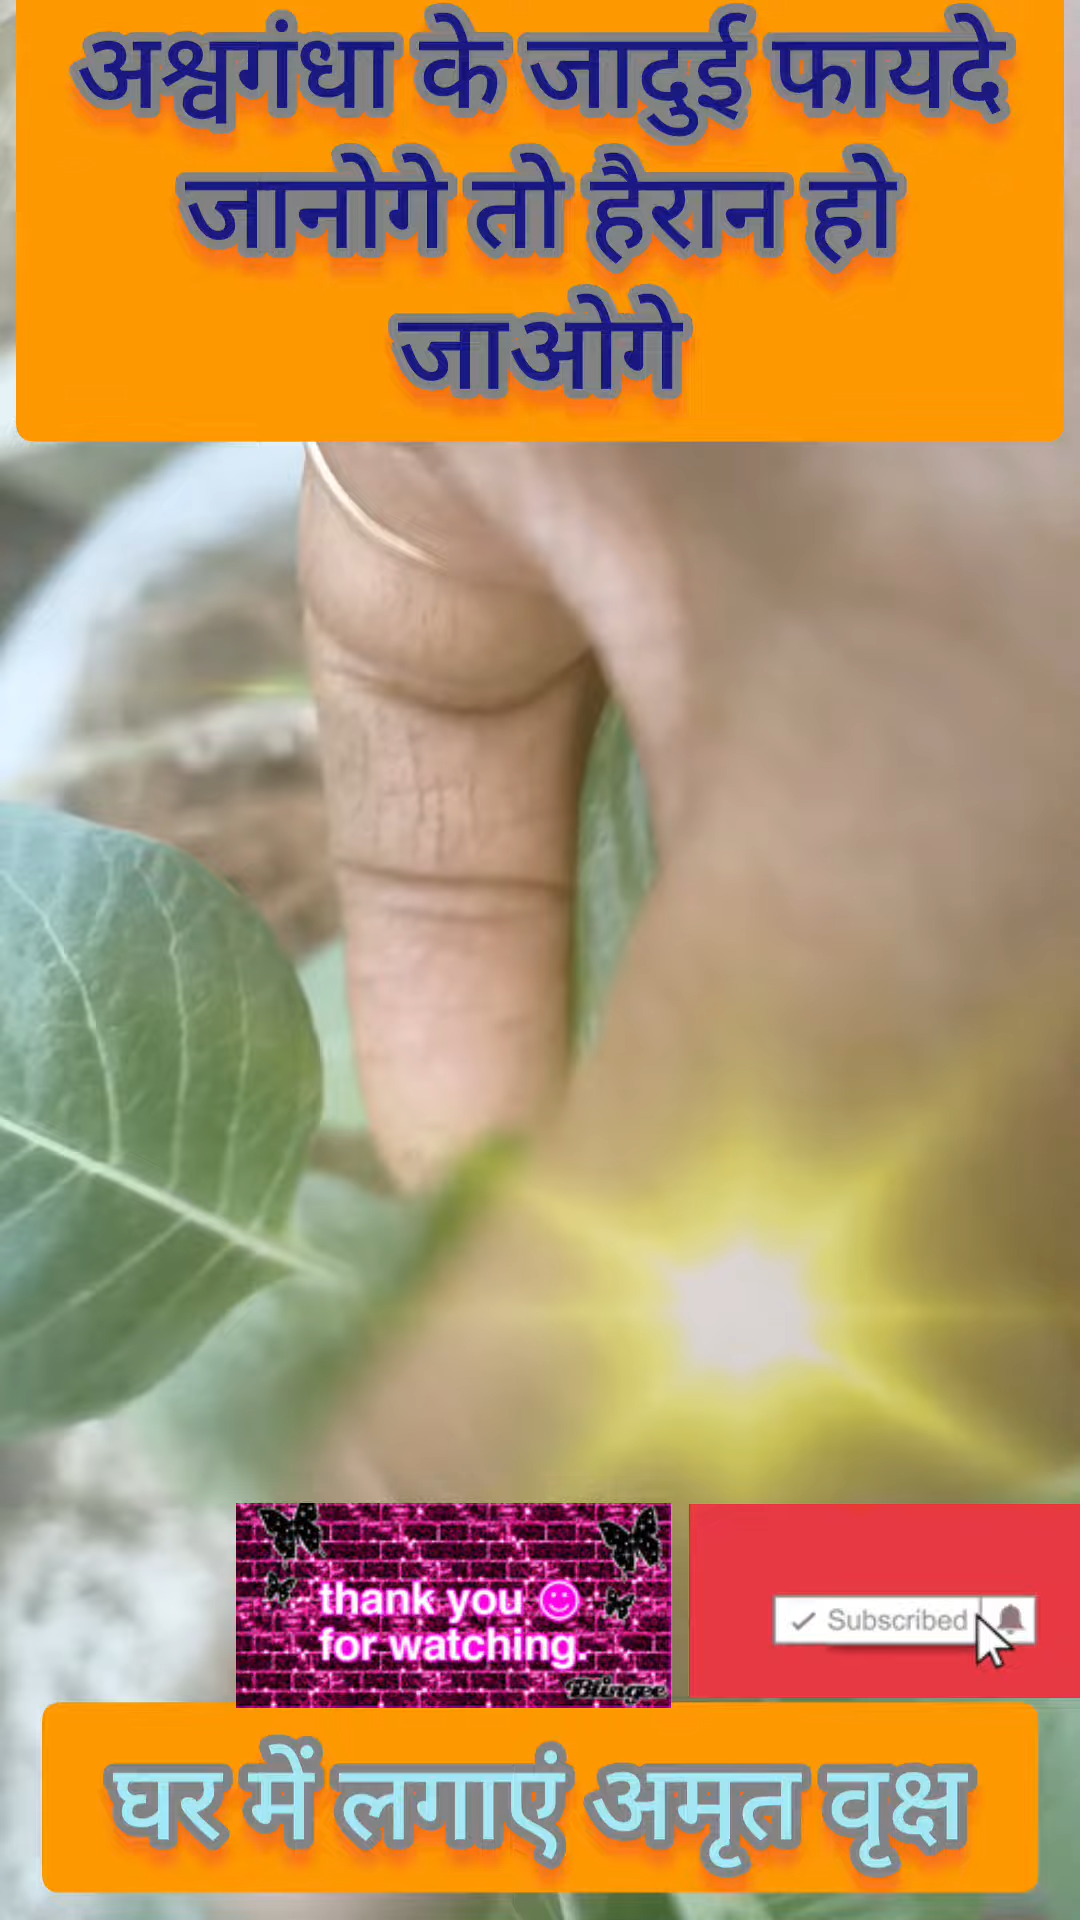 अश्वगंधा के जादुई फायदे
जानोगे तो हैरान हो
जाओगे
thank you
for watching.
Blingee
Subscribed
घर में लगाएं अमृत वृक्ष